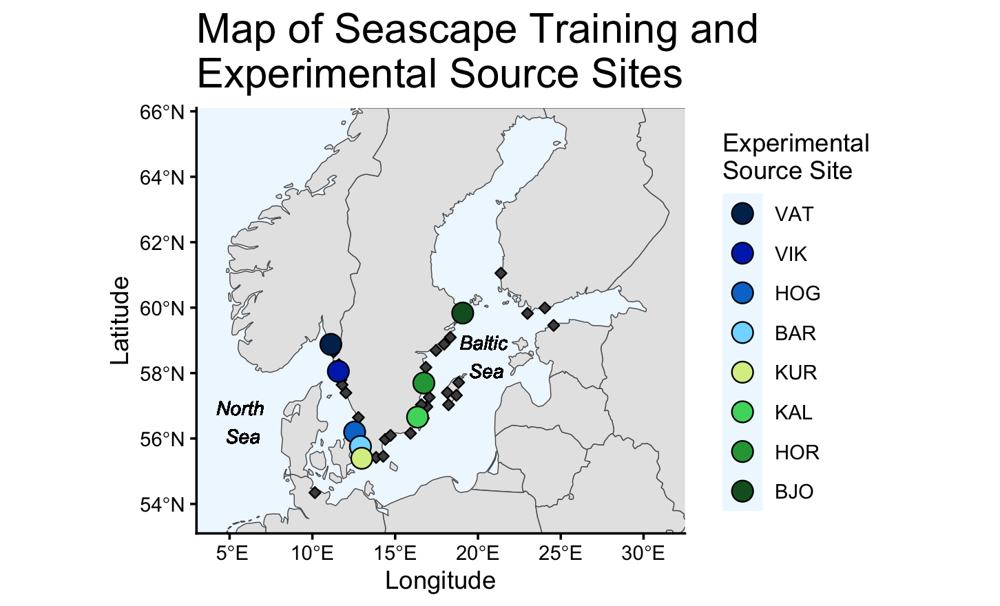 Map of Seascape Training and
Experimental Source Sites
66°N
64°N
62°N
60°N
58°N
56°N
54°N
Latitude
North
Sea
Baltic
Sea
5°E
10°E
15°E
20°E
25°E
30°E
Longitude
Experimental
Source Site
VAT
VIK
HOG
BAR
KUR
KAL
HOR
BJO